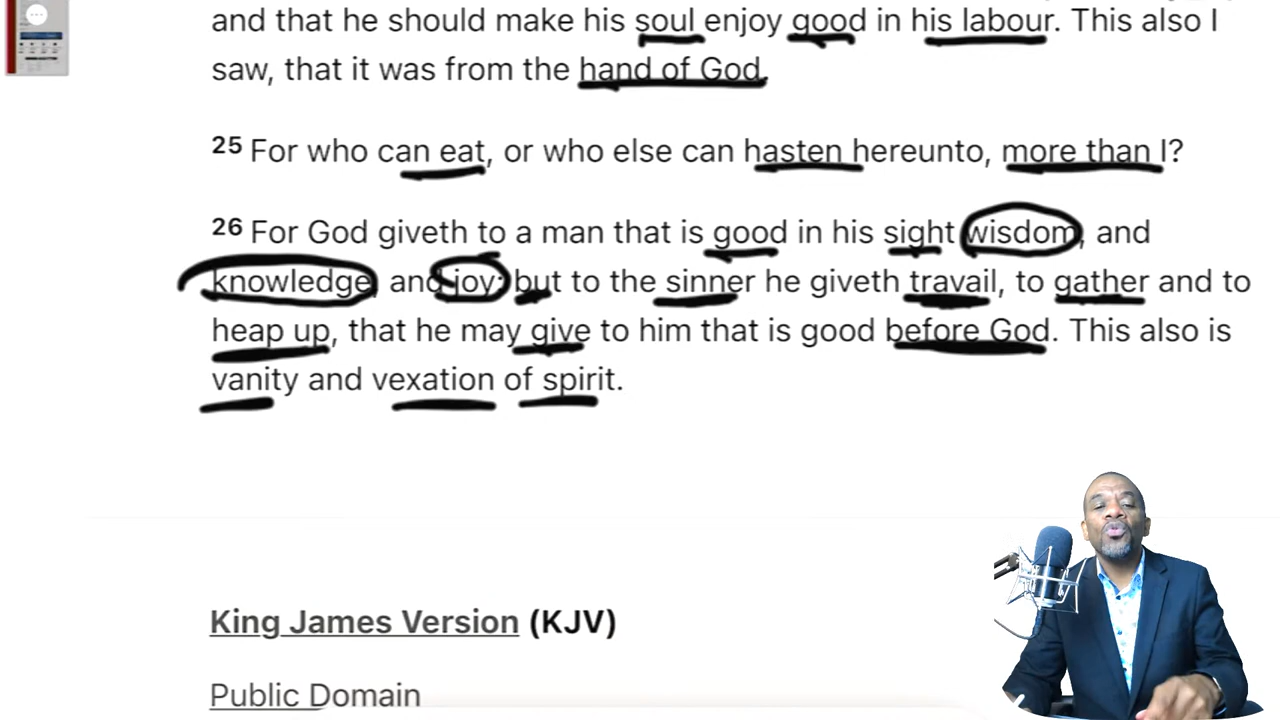 and that he should make his soul enjoy good in his labour. This also I
saw, that it was from the hand of God.
25 For who can eat, or who else can hasten hereunto, more than I?
26 For God giveth to a man that is good in his sight wisdom, and
knowledge, and joy: but to the sinner he giveth travail, to gather and to
heap up, that he may give to him that is good before God. This also is
vanity and vexation of spirit.
King James Version (KJV)
Public Domain